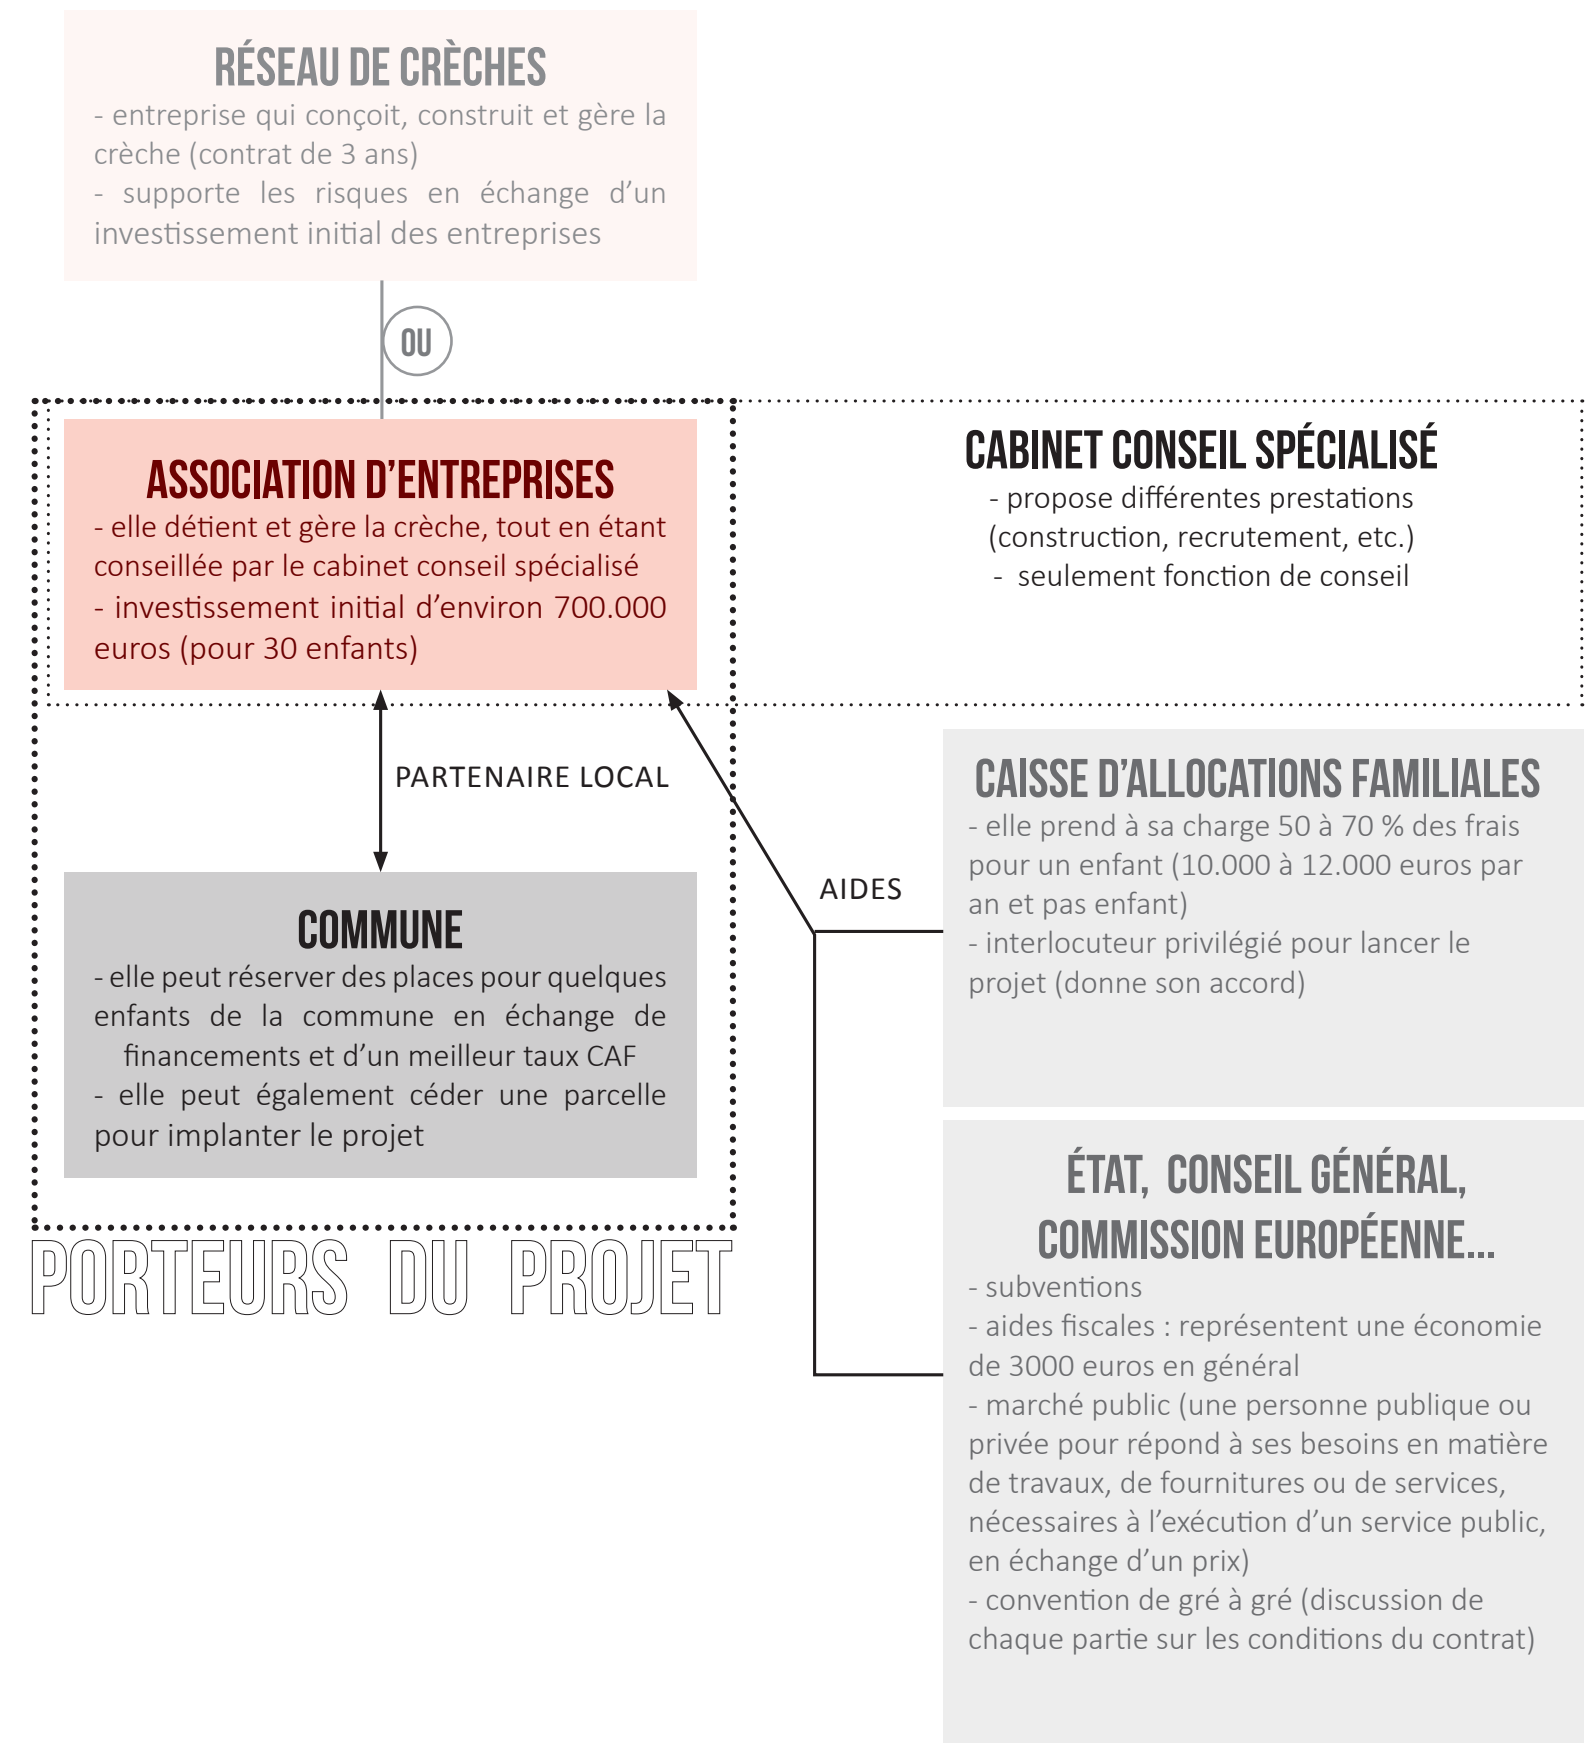 RÉSEAU DE CRÈCHES
- entreprise qui conçoit, construit et gère la
crèche (contrat de 3 ans)
- supporte les risques en échange d’un
investissement initial des entreprises
OU
ASSOCIATION D’ENTREPRISES
- elle détient et gère la crèche, tout en étant
conseillée par le cabinet conseil spécialisé
- investissement initial d’environ 700.000
euros (pour 30 enfants)
CABINET CONSEIL SPÉCIALISÉ
- propose différentes prestations
(construction, recrutement, etc.)
- seulement fonction de conseil
PARTENAIRE LOCAL
COMMUNE
- elle peut réserver des places pour quelques
enfants de la commune en échange de
financements et d’un meilleur taux CAF
- elle peut également céder une parcelle
pour implanter le projet
PORTEURS DU PROJET
AIDES
CAISSE D’ALLOCATIONS FAMILIALES
- elle prend à sa charge 50 à 70 % des frais
pour un enfant (10.000 à 12.000 euros par
an et pas enfant)
- interlocuteur privilégié pour lancer le
projet (donne son accord)
ÉTAT, CONSEIL GÉNÉRAL,
COMMISSION EUROPÉENNE...
- subventions
- aides fiscales : représentent une économie
de 3000 euros en général
- marché public (une personne publique ou
privée pour répond à ses besoins en matière
de travaux, de fournitures ou de services,
nécessaires à l’exécution d’un service public,
en échange d’un prix)
- convention de gré à gré (discussion de
chaque partie sur les conditions du contrat)